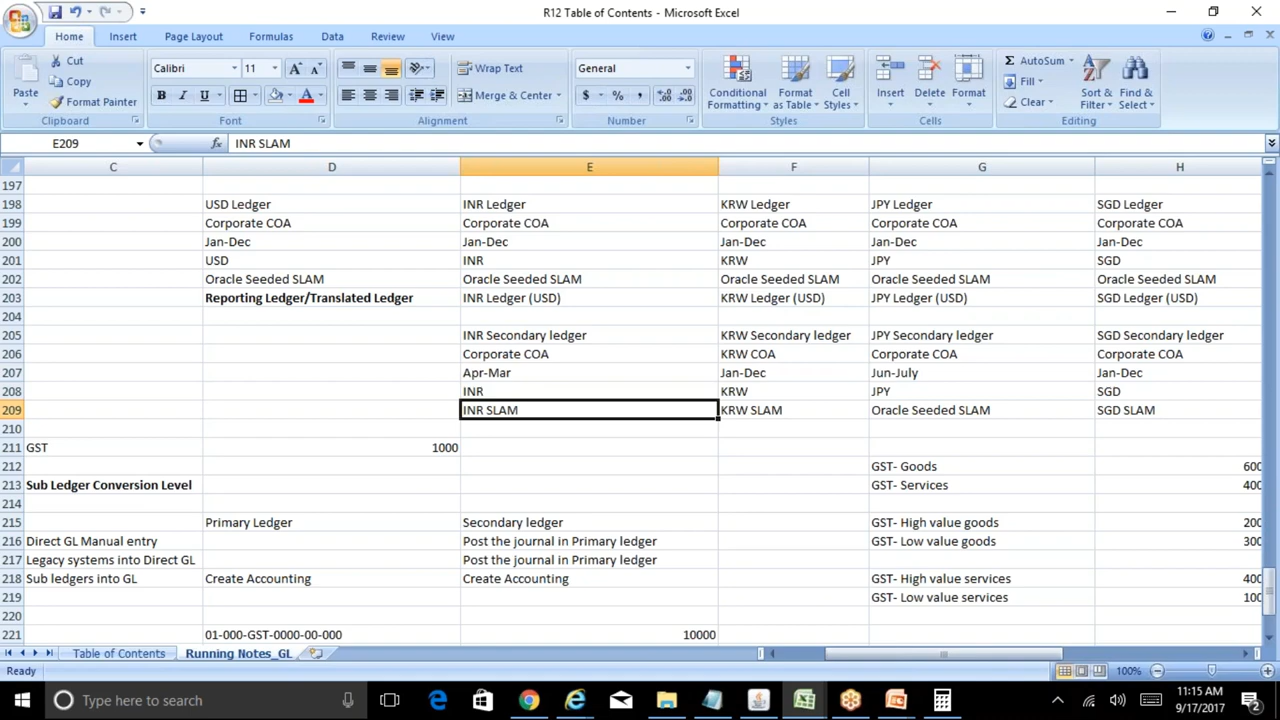 R12 Table of Contents - Microsoft Excel
Home Insert Page Layout Formulas Data Review View
Paste Cut Calibri 11 Wrap Text General Conditional Formatting Format as Table Cell Styles Insert Delete Format AutoSum Sort & Filter Find & Select
Copy Fill
Format Painter B I U Merge & Center $ % , Clear
Clipboard Font Alignment Number Styles Cells Editing
E209 fx INR SLAM
C D E F G H
197
198 USD Ledger INR Ledger KRW Ledger JPY Ledger SGD Ledger
199 Corporate COA Corporate COA Corporate COA Corporate COA Corporate COA
200 Jan-Dec Jan-Dec Jan-Dec Jan-Dec Jan-Dec
201 USD INR KRW JPY SGD
202 Oracle Seeded SLAM Oracle Seeded SLAM Oracle Seeded SLAM Oracle Seeded SLAM Oracle Seeded SLAM
203 Reporting Ledger/Translated Ledger INR Ledger (USD) KRW Ledger (USD) JPY Ledger (USD) SGD Ledger (USD)
204
205 INR Secondary ledger KRW Secondary ledger JPY Secondary ledger SGD Secondary ledger
206 Corporate COA KRW COA Corporate COA Corporate COA
207 Apr-Mar Jan-Dec Jun-July Jan-Dec
208 INR KRW JPY SGD
209 INR SLAM KRW SLAM Oracle Seeded SLAM SGD SLAM
210
211 GST 1000
212 GST- Goods 600
213 Sub Ledger Conversion Level GST- Services 400
214
215 Primary Ledger Secondary ledger GST- High value goods 200
216 Direct GL Manual entry Post the journal in Primary ledger GST- Low value goods 300
217 Legacy systems into Direct GL Post the journal in Primary ledger
218 Sub ledgers into GL Create Accounting Create Accounting GST- High value services 400
219 GST- Low value services 100
220
221 01-000-GST-0000-00-000 10000
Table of Contents Running Notes_GL
Ready 100%
Type here to search 11:15 AM
9/17/2017 2